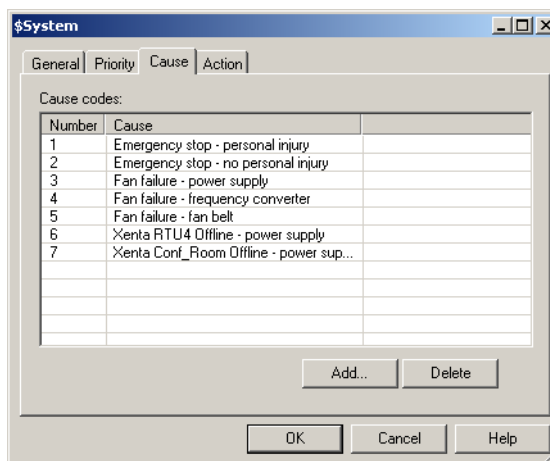 $System
General Priority Cause Action
Cause codes:
Number Cause
1 Emergency stop - personal injury
2 Emergency stop - no personal injury
3 Fan failure - power supply
4 Fan failure - frequency converter
5 Fan failure - fan belt
6 Xenta RTU4 Offline - power supply
7 Xenta Conf_Room Offline - power sup...
Add... Delete
OK Cancel Help